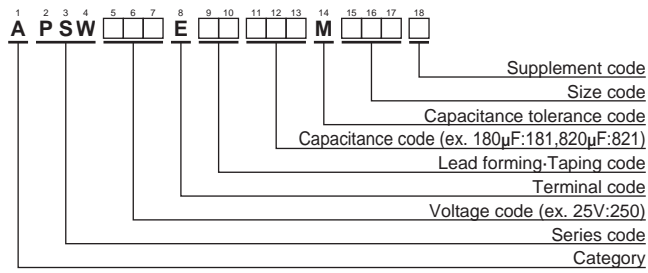 1 2 3 4 5 6 7 8 9 10 11 12 13 14 15 16 17 18
A P S W E M
Supplement code
Size code
Capacitance tolerance code
Capacitance code (ex. 180µF:181,820µF:821)
Lead forming·Taping code
Terminal code
Voltage code (ex. 25V:250)
Series code
Category